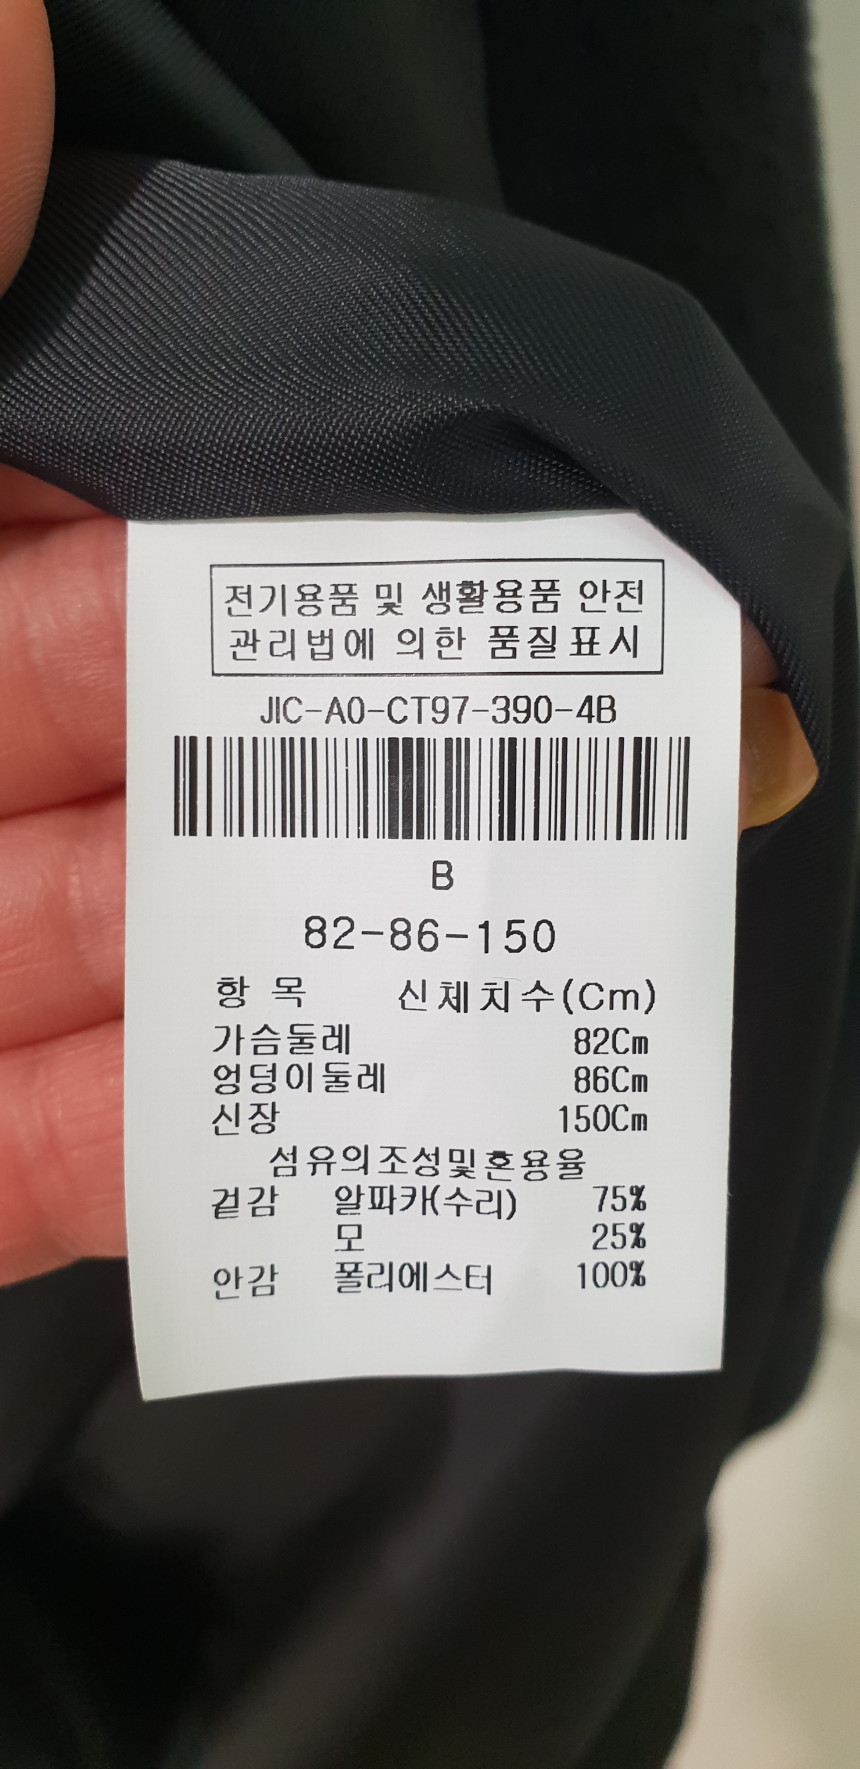 전기용품 및 생활용품 안전
관리법에 의한 품질표시
JIC-A0-CT97-390-4B
B
82-86-150
항 목 신체치수(Cm)
가슴둘레 82Cm
엉덩이둘레 86Cm
신장 150Cm
섬유의조성및혼용율
겉감 알파카(수리) 75%
모 25%
안감 폴리에스터 100%